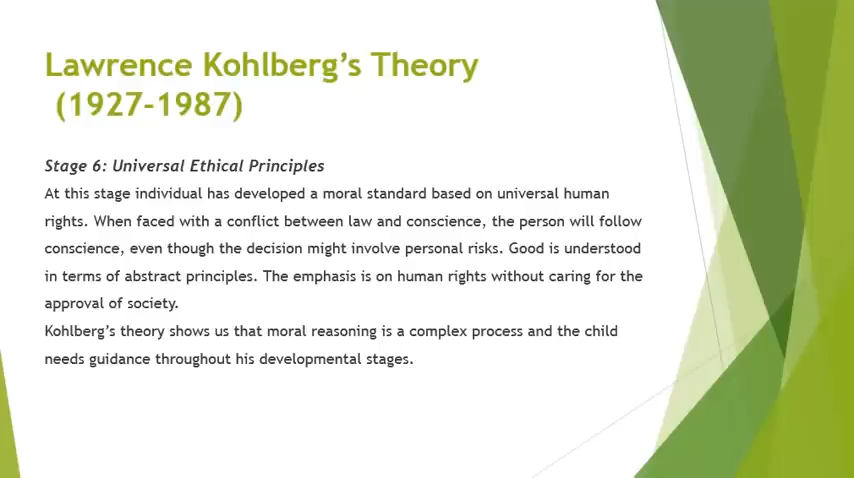 Lawrence Kohlberg’s Theory
(1927-1987)
Stage 6: Universal Ethical Principles
At this stage individual has developed a moral standard based on universal human
rights. When faced with a conflict between law and conscience, the person will follow
conscience, even though the decision might involve personal risks. Good is understood
in terms of abstract principles. The emphasis is on human rights without caring for the
approval of society.
Kohlberg’s theory shows us that moral reasoning is a complex process and the child
needs guidance throughout his developmental stages.